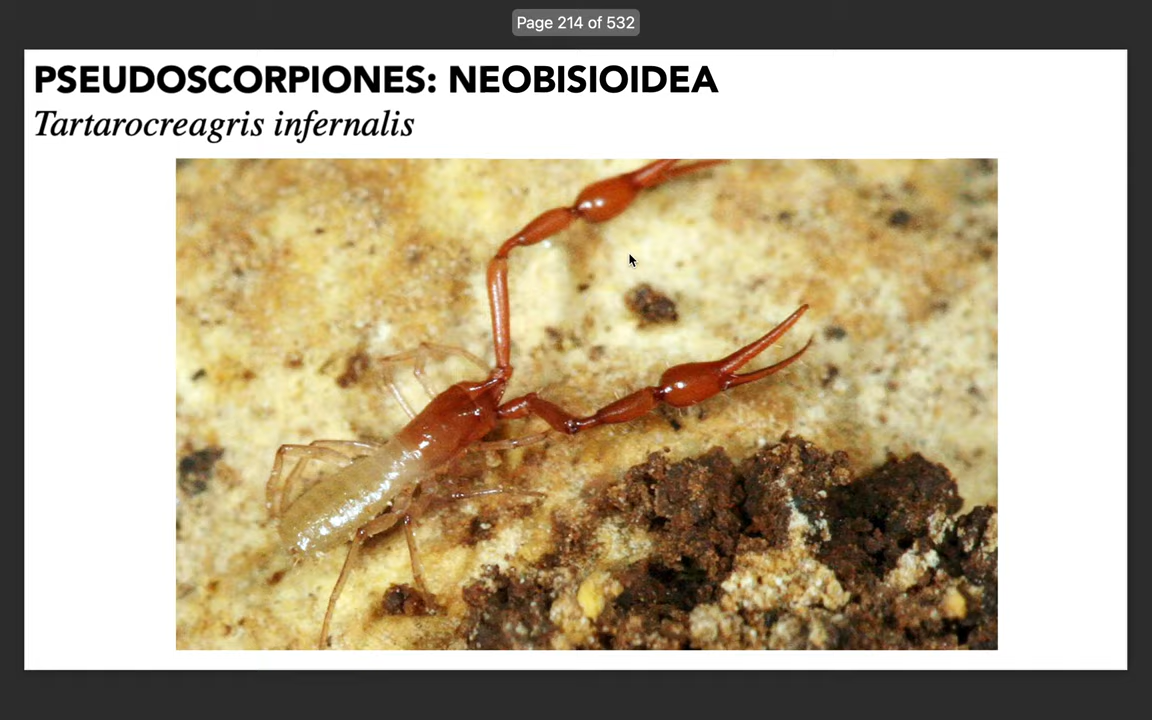 Page 214 of 532
PSEUDOSCORPIONES: NEOBISIOIDEA
Tartarocreagris infernalis